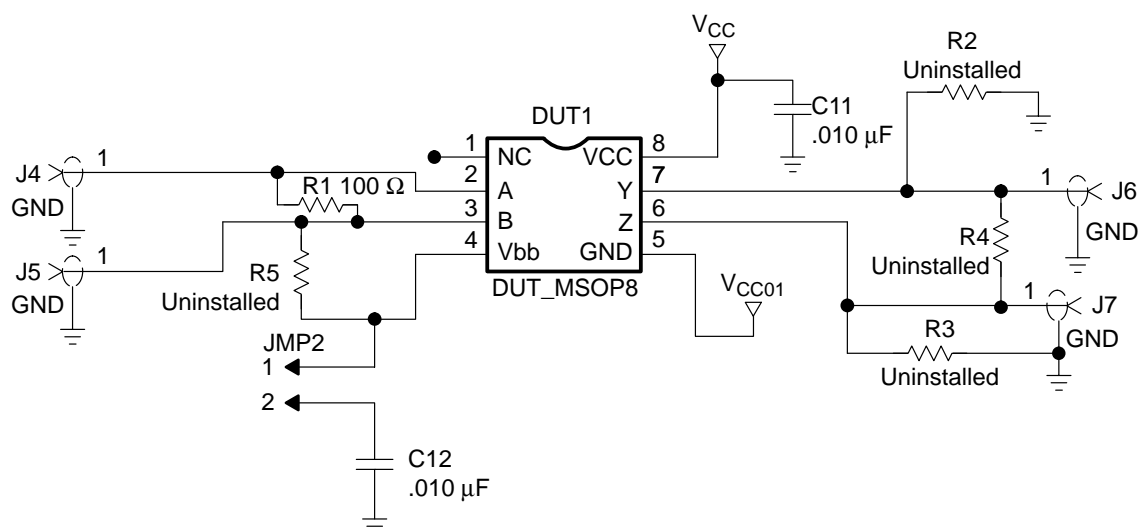 VCC
R2
Uninstalled
C11
.010 µF
DUT1
1
NC
VCC
8
J4
1
2
A
Y
7
1
J6
GND
R1 100 Ω
3
B
Z
6
GND
J5
1
4
Vbb
GND
5
R4
Uninstalled
R5
Uninstalled
DUT_MSOP8
VCC01
1
J7
GND
GND
R3
Uninstalled
JMP2
1
2
C12
.010 µF